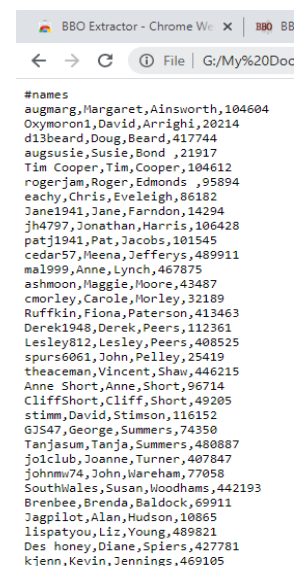 BBO Extractor - Chrome We
BBO BB
File | G:/My%20Doc
#names
augmarg,Margaret,Ainsworth,104604
Oxymoron1,David,Arrighi,20214
d13beard,Doug,Beard,417744
augsusie,Susie,Bond ,21917
Tim Cooper,Tim,Cooper,104612
rogerjam,Roger,Edmonds ,95894
eachy,Chris,Eveleigh,86182
Jane1941,Jane,Farndon,14294
jh4797,Jonathan,Harris,106428
patj1941,Pat,Jacobs,101545
cedar57,Meena,Jefferys,489911
mal999,Anne,Lynch,467875
ashmoon,Maggie,Moore,43487
cmorley,Carole,Morley,32189
Ruffkin,Fiona,Paterson,413463
Derek1948,Derek,Peers,112361
Lesley812,Lesley,Peers,408525
spurs6061,John,Pelley,25419
theaceman,Vincent,Shaw,446215
Anne Short,Anne,Short,96714
CliffShort,Cliff,Short,49205
stimm,David,Stimson,116152
GJS47,George,Summers,74350
Tanjasum,Tanja,Summers,480887
jo1club,Joanne,Turner,407847
johnmw74,John,Wareham,77058
SouthWales,Susan,Woodhams,442193
Brenbee,Brenda,Baldock,69911
Jagpilot,Alan,Hudson,10865
lispatyou,Liz,Young,489821
Des honey,Diane,Spiers,427781
kjenn,Kevin,Jennings,469105